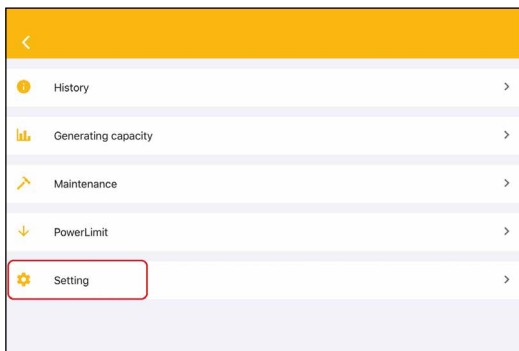 History
Generating capacity
Maintenance
PowerLimit
Setting